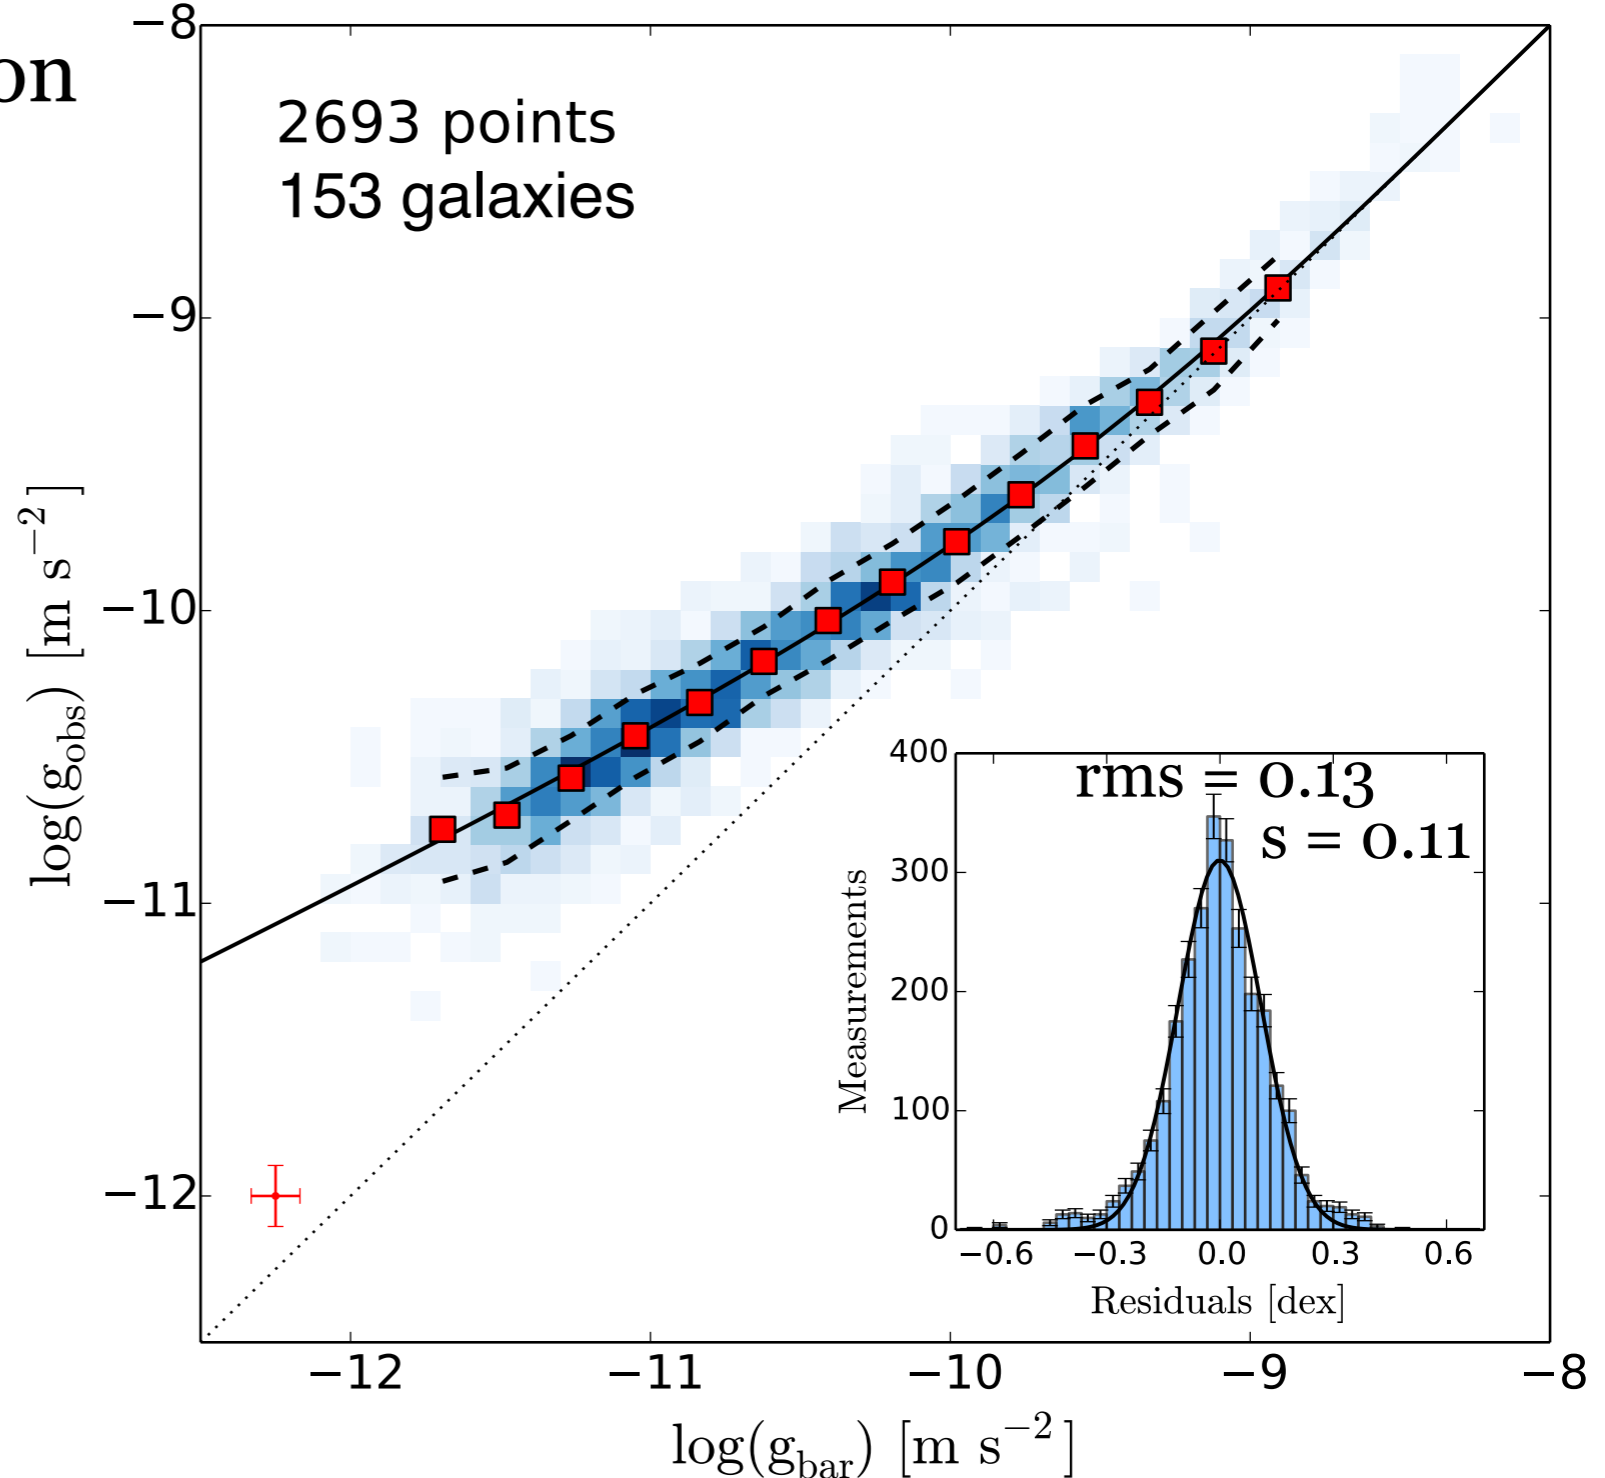 on
2693 points
153 galaxies
−8
−9
−10
−11
−12
log(g_obs) [m s^−2]
−12
−11
−10
−9
−8
log(g_bar) [m s^−2]
rms = 0.13
s = 0.11
400
300
200
100
0
Measurements
−0.6
−0.3
0.0
0.3
0.6
Residuals [dex]